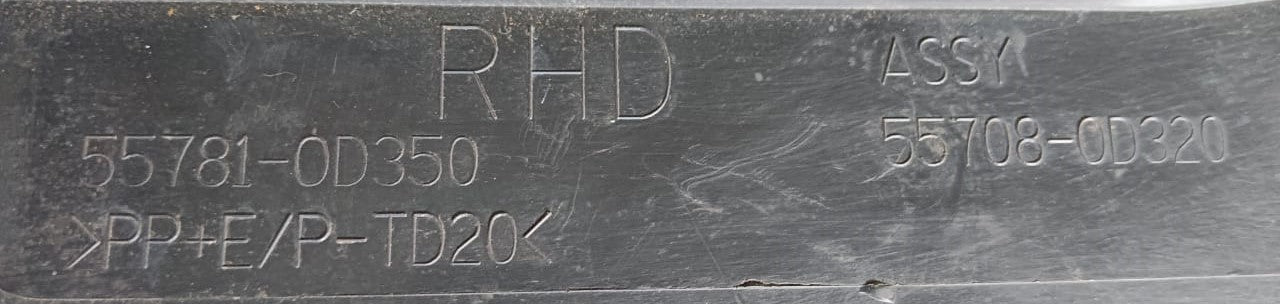 RHD
ASSY
55781-0D350
55708-0D320
>PP+E/P-TD20<